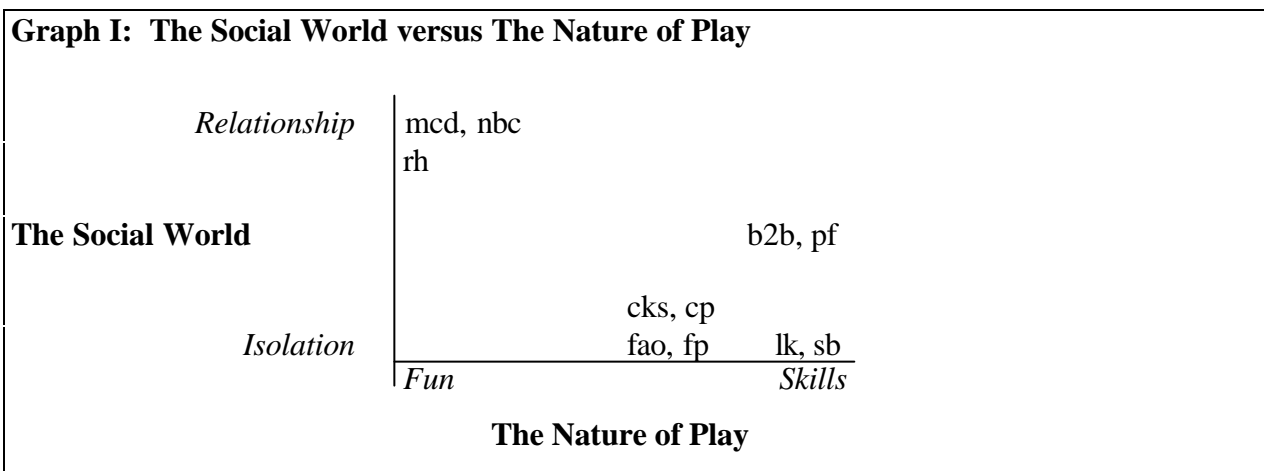 Graph I: The Social World versus The Nature of Play
Relationship mcd, nbc
rh
The Social World b2b, pf
cks, cp
Isolation fao, fp lk, sb
Fun Skills
The Nature of Play